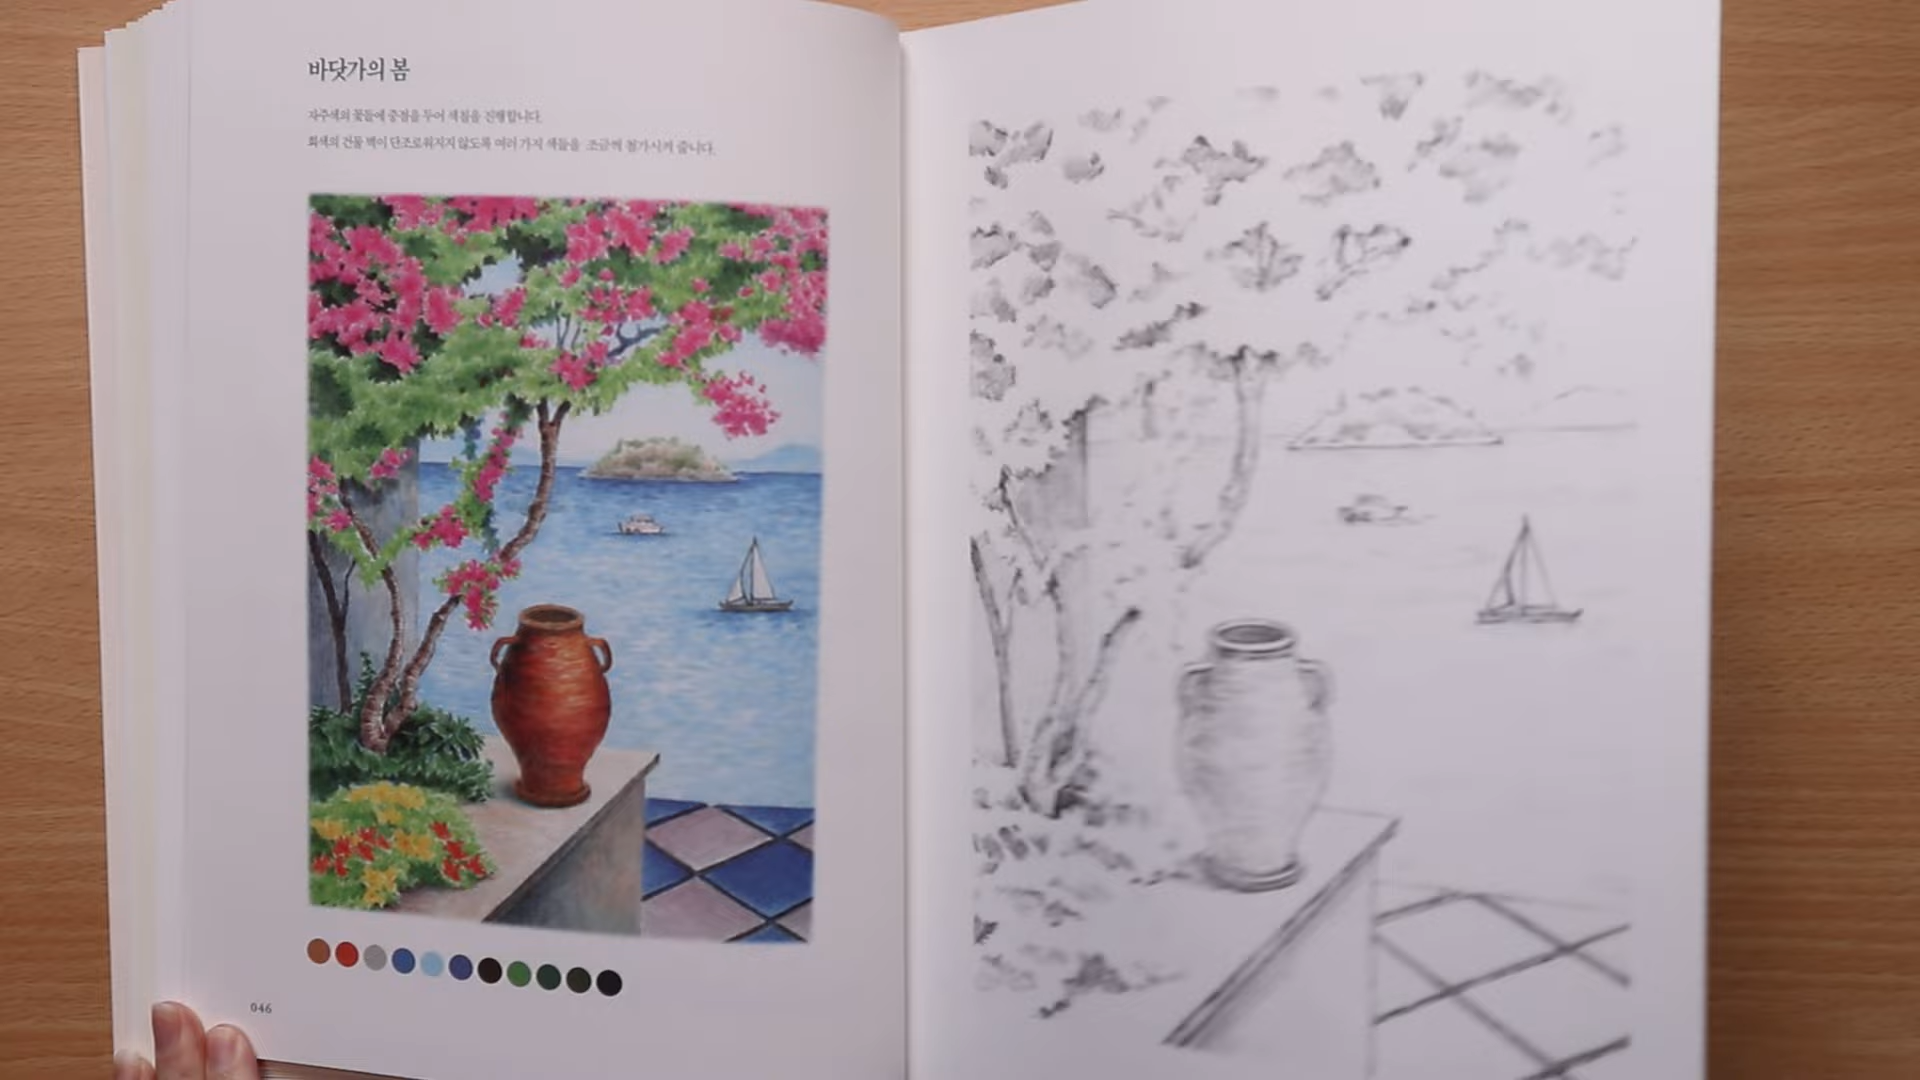 바닷가의 봄
자주색의 꽃들에 중점을 두어 색칠을 진행합니다.
회색의 건물 벽이 단조로워지지 않도록 여러 가지 색들을 조금씩 첨가시켜 줍니다.
046